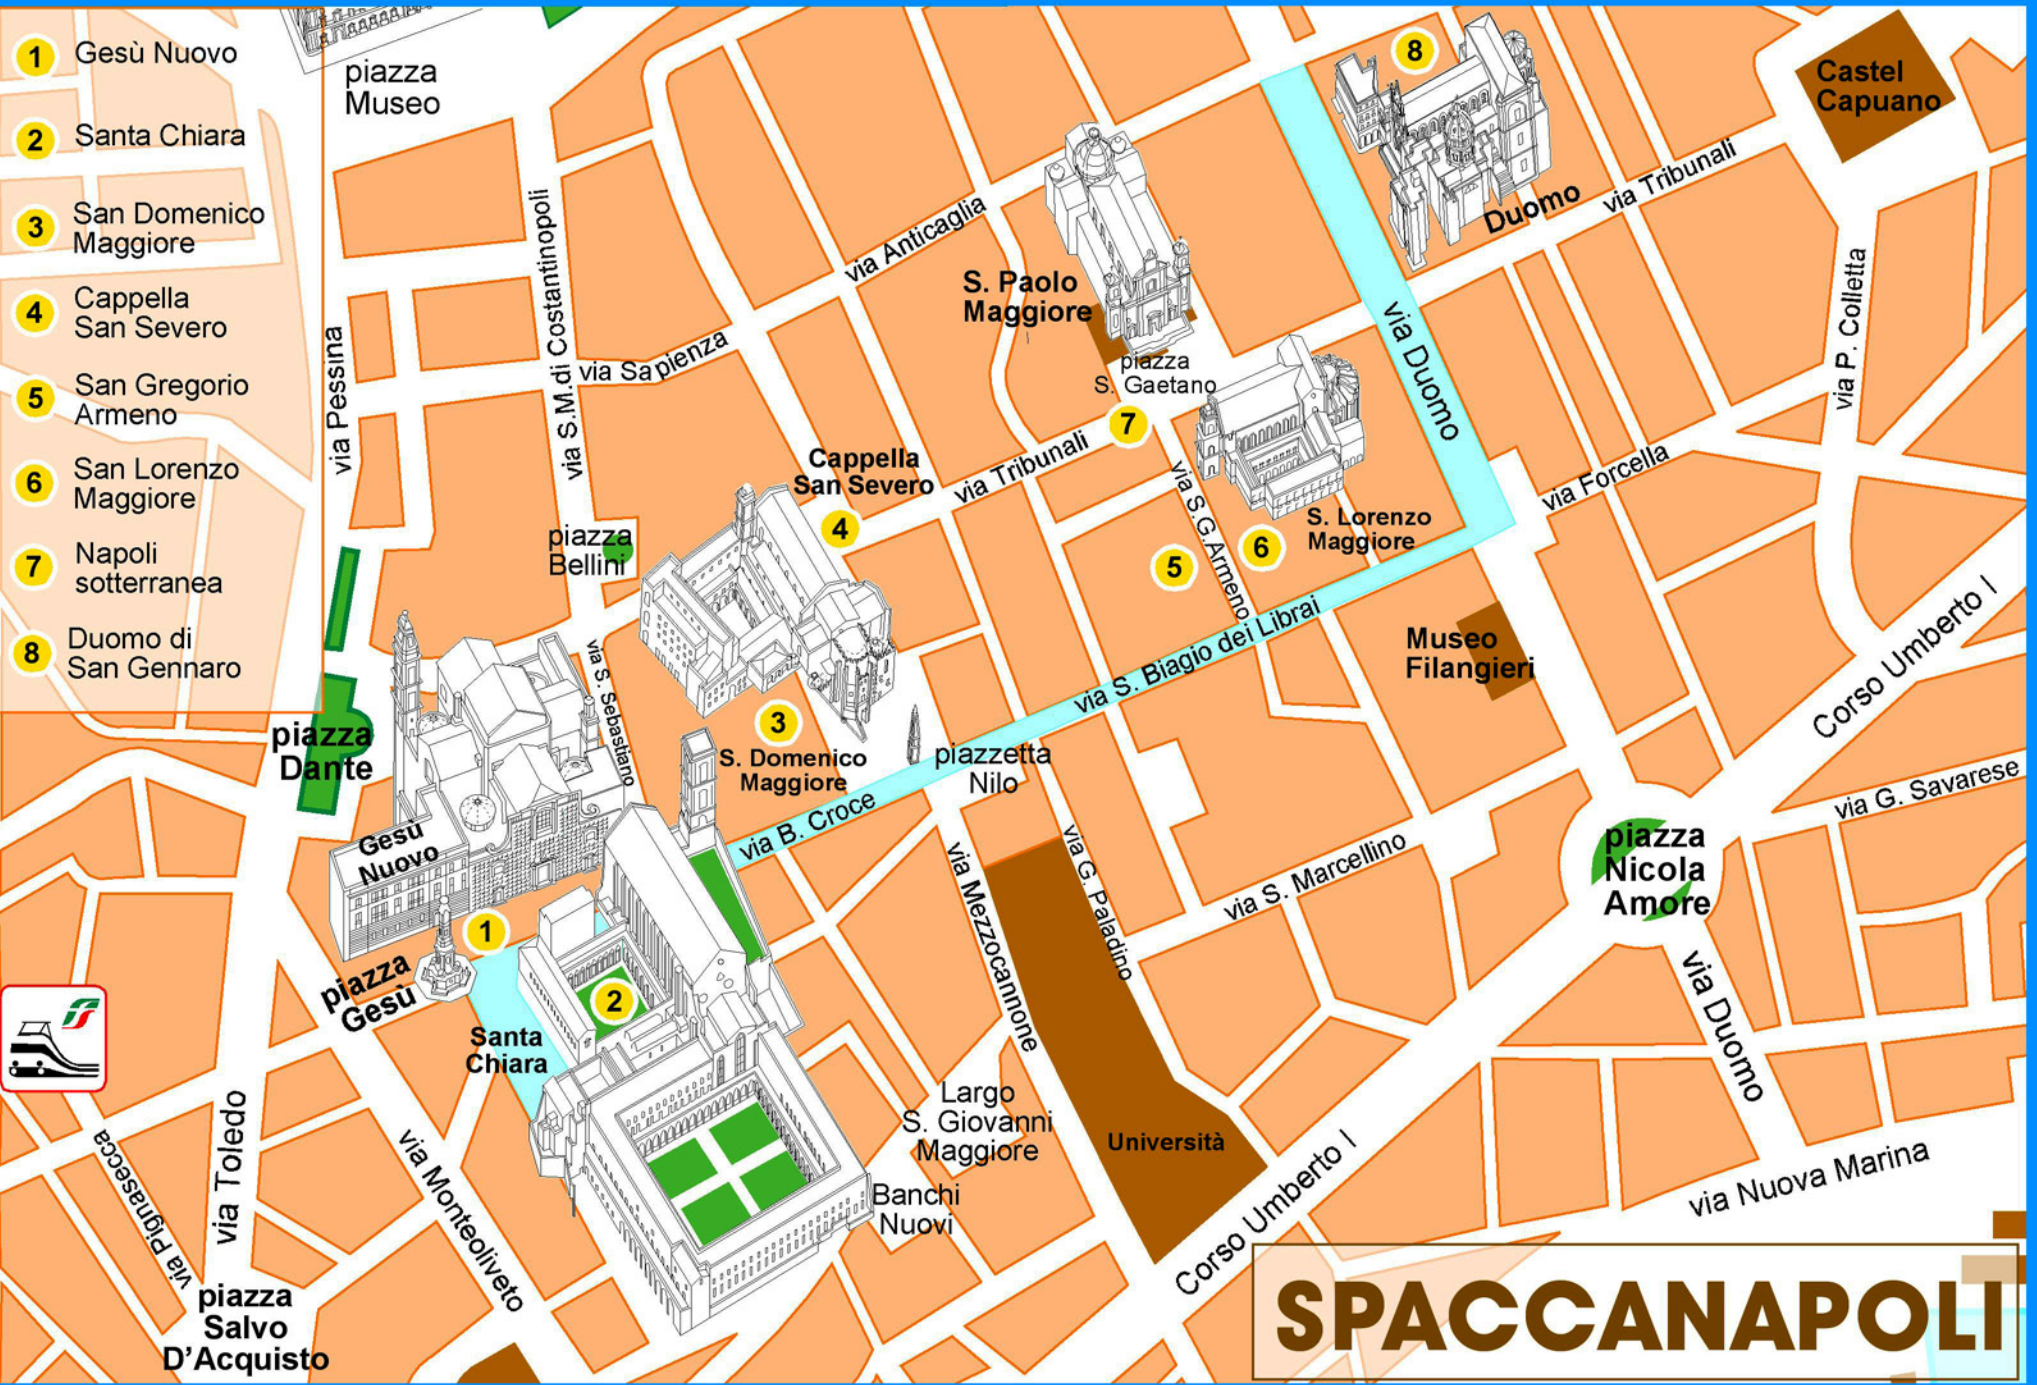 1 Gesù Nuovo
2 Santa Chiara
3 San Domenico
Maggiore
4 Cappella
San Severo
5 San Gregorio
Armeno
6 San Lorenzo
Maggiore
7 Napoli
sotterranea
8 Duomo di
San Gennaro
piazza
Museo
8
Castel
Capuano
Duomo
via Tribunali
via Anticaglia
via S.M.di Costantinopoli
S. Paolo
Maggiore
via P. Colletta
via Pessina
via Sapienza
piazza
S. Gaetano
7
via Duomo
Cappella
San Severo
4
via Tribunali
via S.G.Armeno
via Forcella
S. Lorenzo
Maggiore
6
5
piazza
Bellini
via S. Biagio dei Librai
Museo
Filangieri
Corso Umberto I
via S. Sebastiano
3
S. Domenico
Maggiore
piazzetta
Nilo
piazza
Dante
via B. Croce
via G. Savarese
Gesù
Nuovo
piazza
Nicola
Amore
via Mezzocannone
via G. Paladino
via S. Marcellino
1
piazza
Gesù
2
Santa
Chiara
via Duomo
Largo
S. Giovanni
Maggiore
Università
Banchi
Nuovi
via Pignasecca
via Toledo
via Monteoliveto
Corso Umberto I
via Nuova Marina
piazza
Salvo
D'Acquisto
SPACCANAPOLI